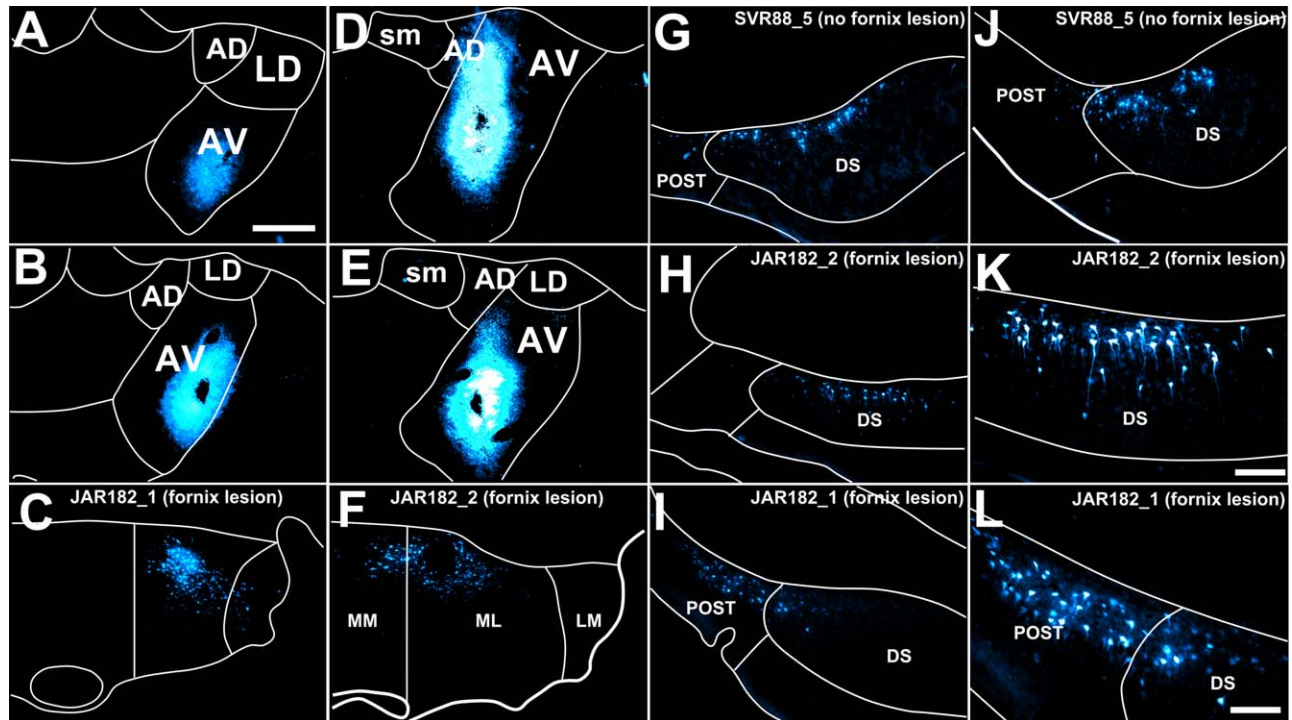 A
AD
LD
AV
B
LD
AD
AV
C
JAR182_1 (fornix lesion)
D
sm
AD
AV
E
sm
AD
LD
AV
F
JAR182_2 (fornix lesion)
MM
ML
LM
G
SVR88_5 (no fornix lesion)
POST
DS
H
JAR182_2 (fornix lesion)
DS
I
JAR182_1 (fornix lesion)
POST
DS
J
SVR88_5 (no fornix lesion)
POST
DS
K
JAR182_2 (fornix lesion)
DS
L
JAR182_1 (fornix lesion)
POST
DS